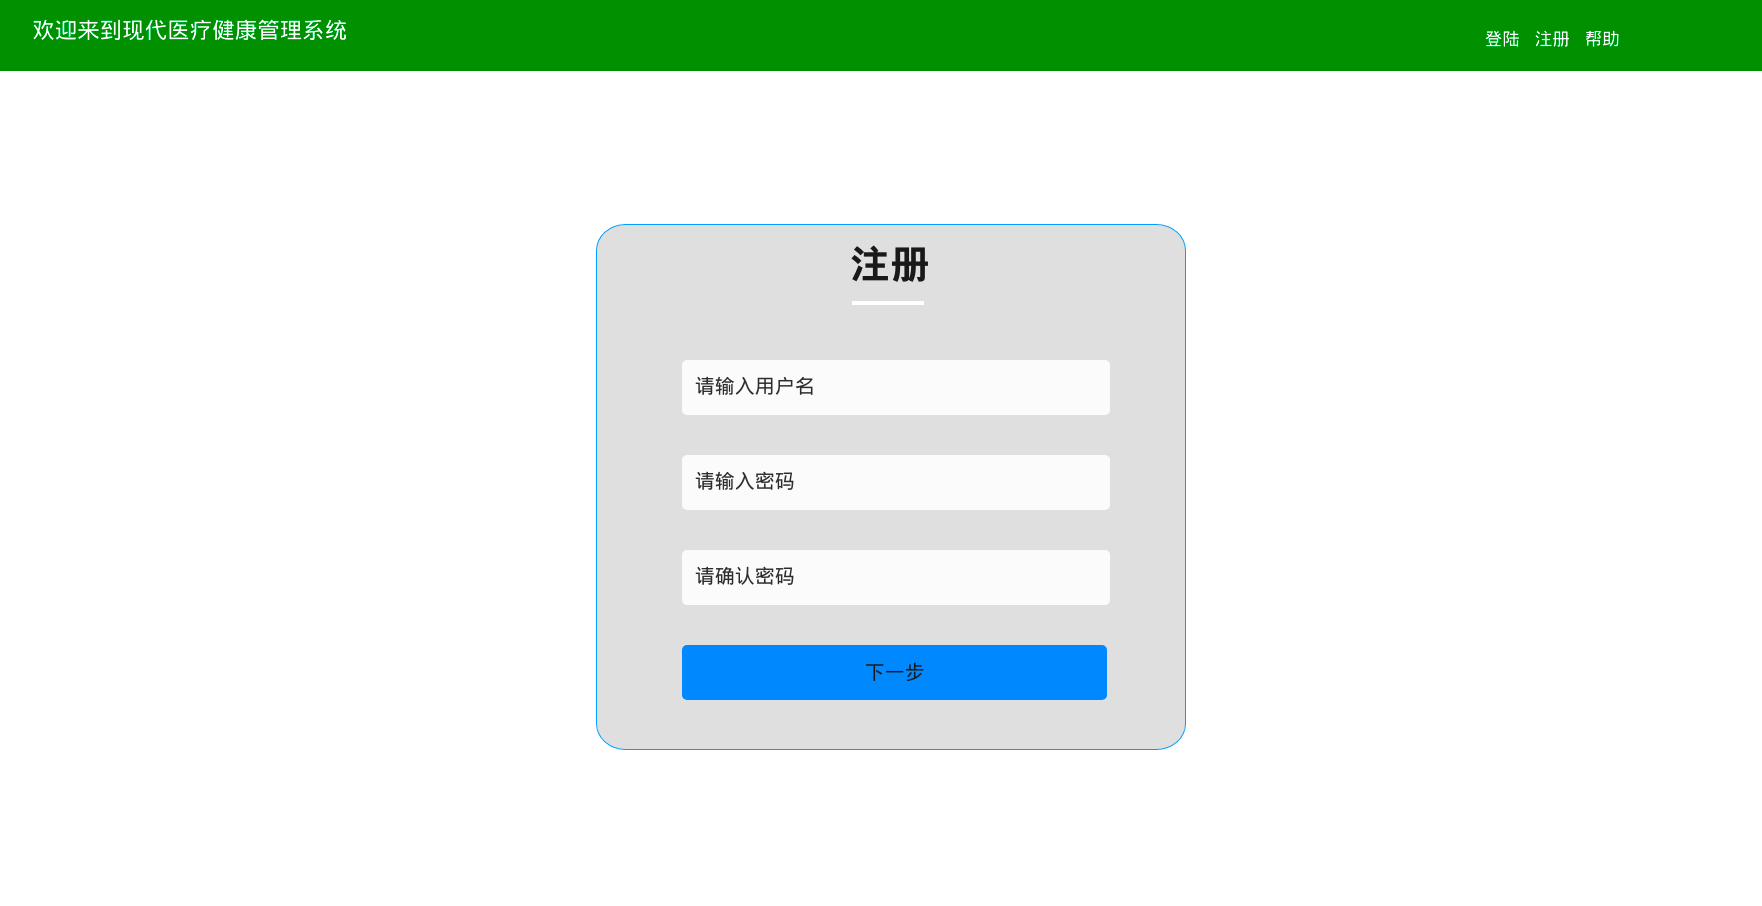 欢迎来到现代医疗健康管理系统
登陆 注册 帮助
注册
请输入用户名
请输入密码
请确认密码
下一步